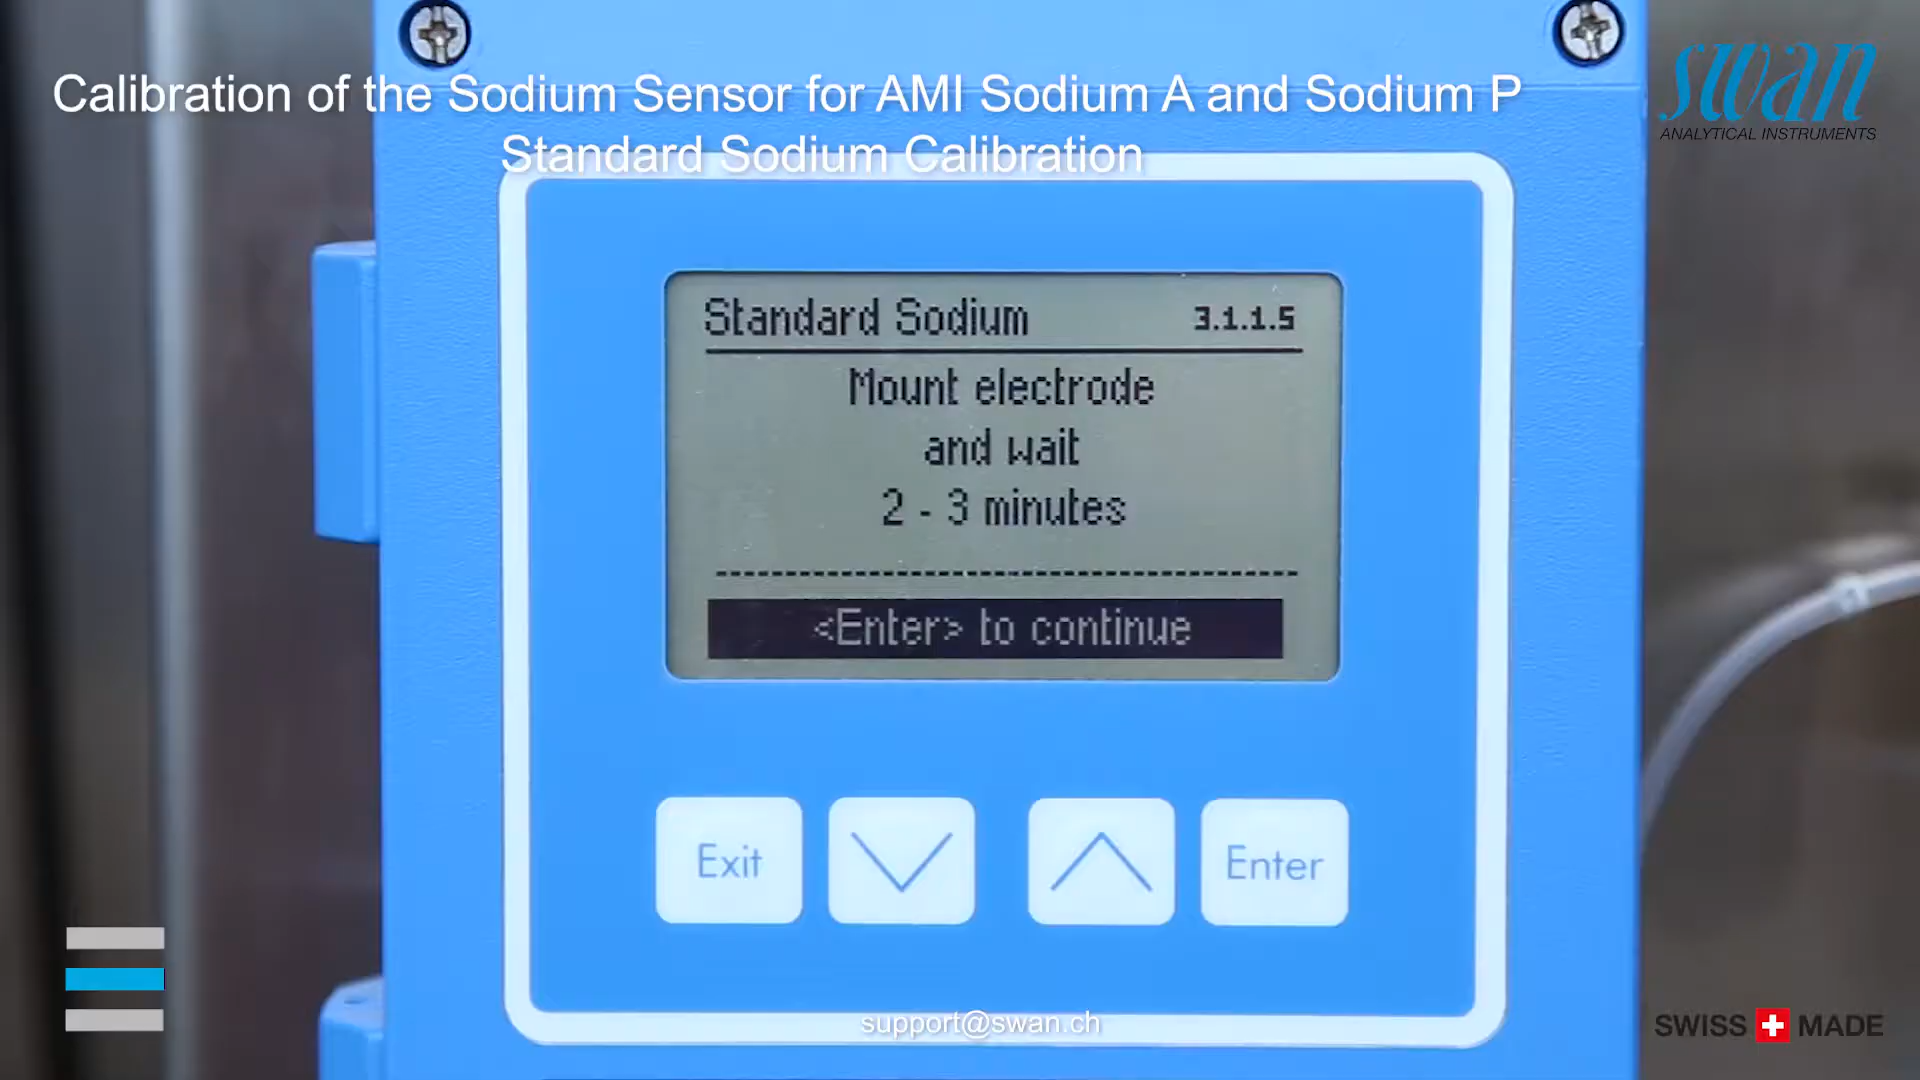 Calibration of the Sodium Sensor for AMI Sodium A and Sodium P
Standard Sodium Calibration
swan
ANALYTICAL INSTRUMENTS
Standard Sodium 3.1.1.5
Mount electrode
and wait
2 - 3 minutes
<Enter> to continue
Exit Enter
support@swan.ch
SWISS MADE